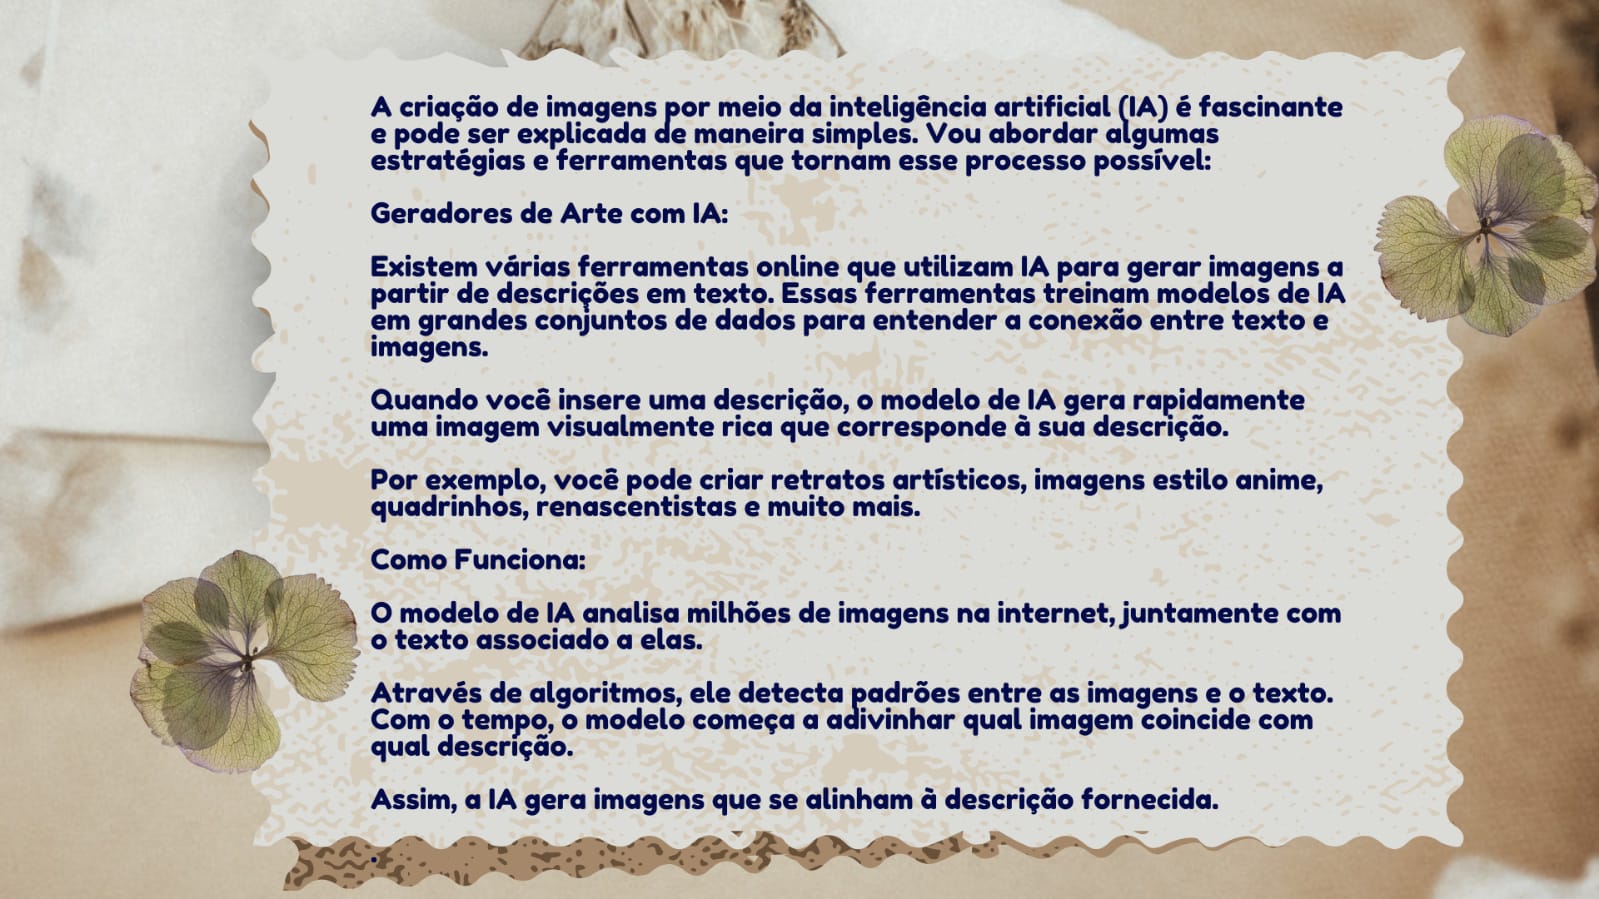 A criação de imagens por meio da inteligência artificial (IA) é fascinante
e pode ser explicada de maneira simples. Vou abordar algumas
estratégias e ferramentas que tornam esse processo possível:
Geradores de Arte com IA:
Existem várias ferramentas online que utilizam IA para gerar imagens a
partir de descrições em texto. Essas ferramentas treinam modelos de IA
em grandes conjuntos de dados para entender a conexão entre texto e
imagens.
Quando você insere uma descrição, o modelo de IA gera rapidamente
uma imagem visualmente rica que corresponde à sua descrição.
Por exemplo, você pode criar retratos artísticos, imagens estilo anime,
quadrinhos, renascentistas e muito mais.
Como Funciona:
O modelo de IA analisa milhões de imagens na internet, juntamente com
o texto associado a elas.
Através de algoritmos, ele detecta padrões entre as imagens e o texto.
Com o tempo, o modelo começa a adivinhar qual imagem coincide com
qual descrição.
Assim, a IA gera imagens que se alinham à descrição fornecida.
.